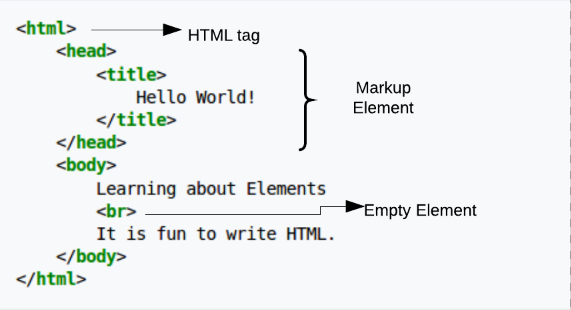 <html> HTML tag
<head>
<title>
Hello World!
</title>
</head>
Markup
Element
<body>
Learning about Elements
<br> Empty Element
It is fun to write HTML.
</body>
</html>